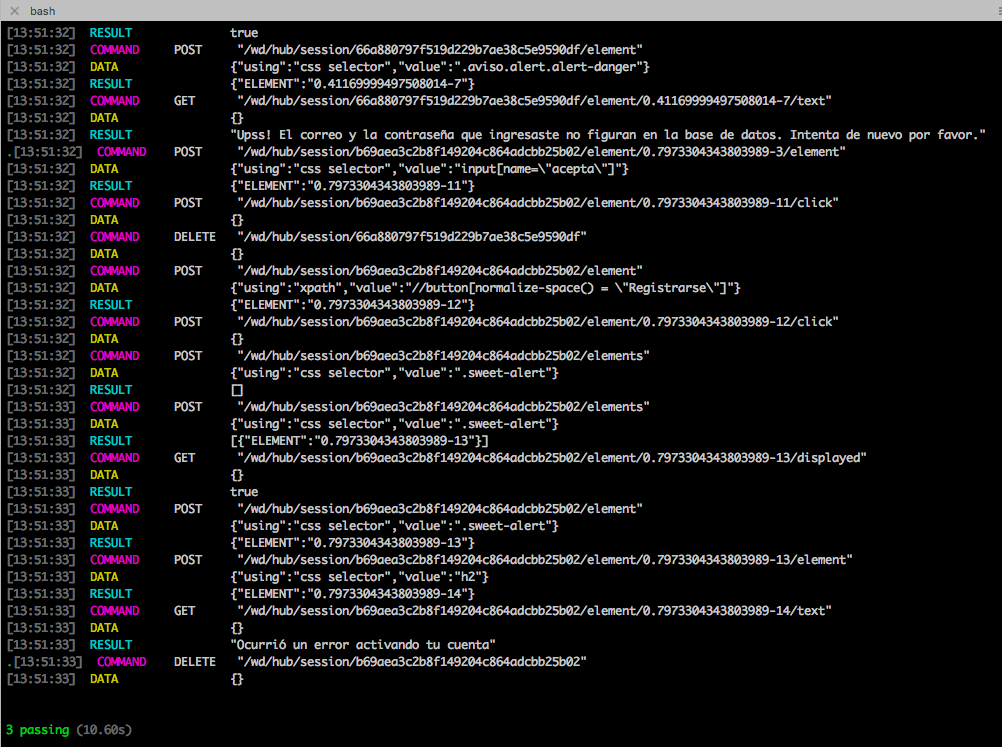 bash
[13:51:32] RESULT true
[13:51:32] COMMAND POST "/wd/hub/session/66a880797f519d229b7ae38c5e9590df/element"
[13:51:32] DATA {"using":"css selector","value":".aviso.alert.alert-danger"}
[13:51:32] RESULT {"ELEMENT":"0.41169999497508014-7"}
[13:51:32] COMMAND GET "/wd/hub/session/66a880797f519d229b7ae38c5e9590df/element/0.41169999497508014-7/text"
[13:51:32] DATA {}
[13:51:32] RESULT "Upss! El correo y la contraseña que ingresaste no figuran en la base de datos. Intenta de nuevo por favor."
.[13:51:32] COMMAND POST "/wd/hub/session/b69aea3c2b8f149204c864adcbb25b02/element/0.7973304343803989-3/element"
[13:51:32] DATA {"using":"css selector","value":"input[name=\"acepta\"]"}
[13:51:32] RESULT {"ELEMENT":"0.7973304343803989-11"}
[13:51:32] COMMAND POST "/wd/hub/session/b69aea3c2b8f149204c864adcbb25b02/element/0.7973304343803989-11/click"
[13:51:32] DATA {}
[13:51:32] COMMAND DELETE "/wd/hub/session/66a880797f519d229b7ae38c5e9590df"
[13:51:32] DATA {}
[13:51:32] COMMAND POST "/wd/hub/session/b69aea3c2b8f149204c864adcbb25b02/element"
[13:51:32] DATA {"using":"xpath","value":"//button[normalize-space() = \"Registrarse\"]"}
[13:51:32] RESULT {"ELEMENT":"0.7973304343803989-12"}
[13:51:32] COMMAND POST "/wd/hub/session/b69aea3c2b8f149204c864adcbb25b02/element/0.7973304343803989-12/click"
[13:51:32] DATA {}
[13:51:32] COMMAND POST "/wd/hub/session/b69aea3c2b8f149204c864adcbb25b02/elements"
[13:51:32] DATA {"using":"css selector","value":".sweet-alert"}
[13:51:32] RESULT []
[13:51:33] COMMAND POST "/wd/hub/session/b69aea3c2b8f149204c864adcbb25b02/elements"
[13:51:33] DATA {"using":"css selector","value":".sweet-alert"}
[13:51:33] RESULT [{"ELEMENT":"0.7973304343803989-13"}]
[13:51:33] COMMAND GET "/wd/hub/session/b69aea3c2b8f149204c864adcbb25b02/element/0.7973304343803989-13/displayed"
[13:51:33] DATA {}
[13:51:33] RESULT true
[13:51:33] COMMAND POST "/wd/hub/session/b69aea3c2b8f149204c864adcbb25b02/element"
[13:51:33] DATA {"using":"css selector","value":".sweet-alert"}
[13:51:33] RESULT {"ELEMENT":"0.7973304343803989-13"}
[13:51:33] COMMAND POST "/wd/hub/session/b69aea3c2b8f149204c864adcbb25b02/element/0.7973304343803989-13/element"
[13:51:33] DATA {"using":"css selector","value":"h2"}
[13:51:33] RESULT {"ELEMENT":"0.7973304343803989-14"}
[13:51:33] COMMAND GET "/wd/hub/session/b69aea3c2b8f149204c864adcbb25b02/element/0.7973304343803989-14/text"
[13:51:33] DATA {}
[13:51:33] RESULT "Ocurrió un error activando tu cuenta"
.[13:51:33] COMMAND DELETE "/wd/hub/session/b69aea3c2b8f149204c864adcbb25b02"
[13:51:33] DATA {}
3 passing (10.60s)